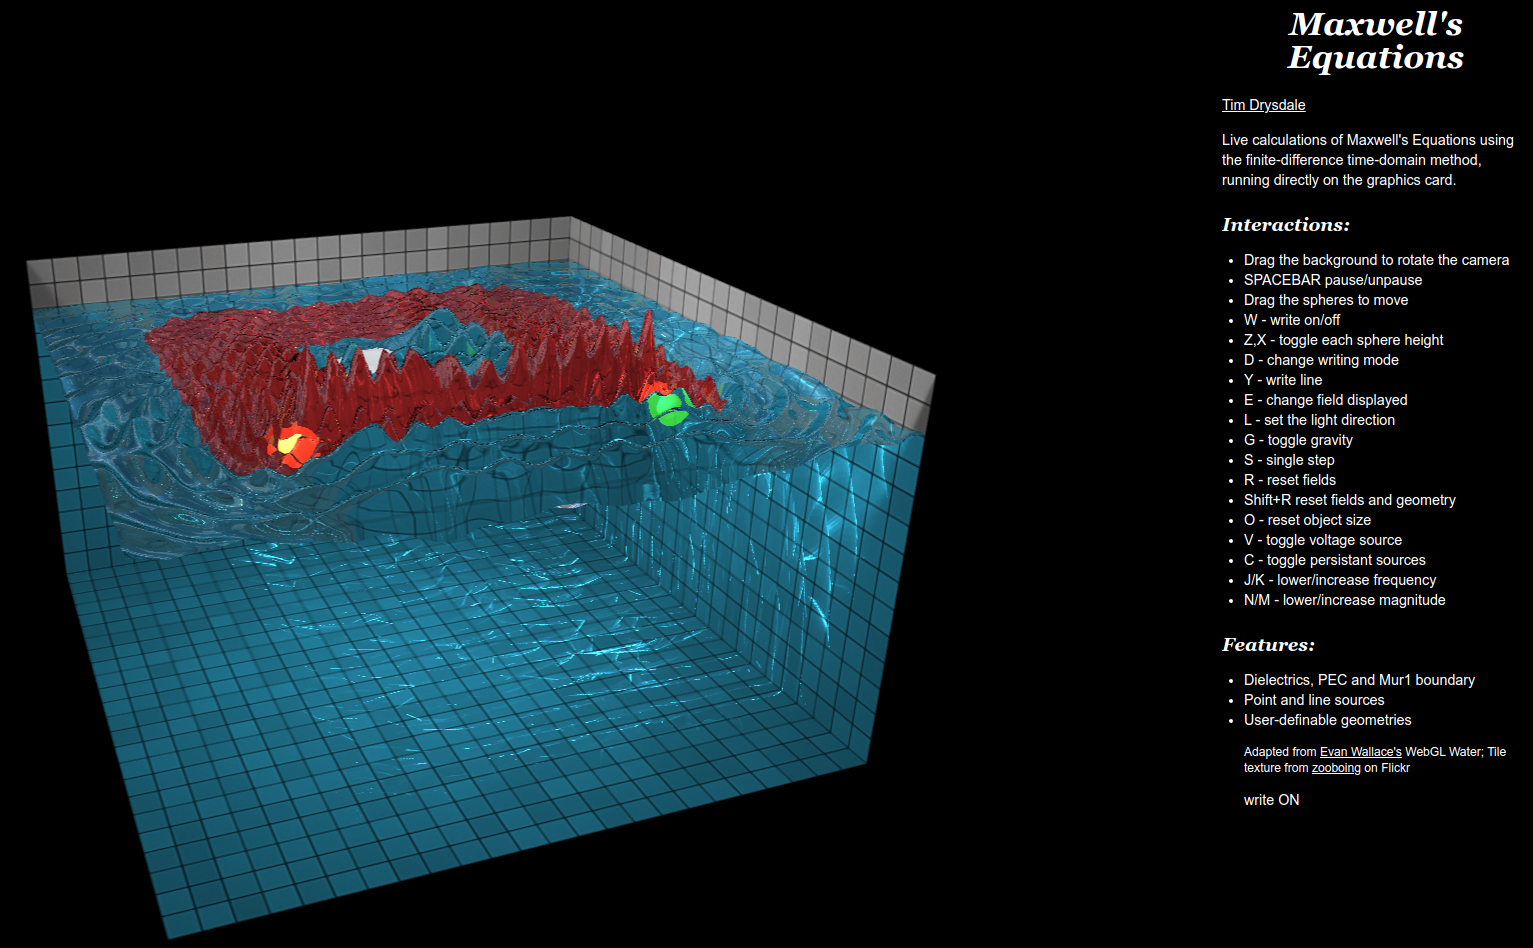 Maxwell's
Equations
Tim Drysdale
Live calculations of Maxwell's Equations using
the finite-difference time-domain method,
running directly on the graphics card.
Interactions:
• Drag the background to rotate the camera
• SPACEBAR pause/unpause
• Drag the spheres to move
• W - write on/off
• Z,X - toggle each sphere height
• D - change writing mode
• Y - write line
• E - change field displayed
• L - set the light direction
• G - toggle gravity
• S - single step
• R - reset fields
• Shift+R reset fields and geometry
• O - reset object size
• V - toggle voltage source
• C - toggle persistant sources
• J/K - lower/increase frequency
• N/M - lower/increase magnitude
Features:
• Dielectrics, PEC and Mur1 boundary
• Point and line sources
• User-definable geometries
Adapted from Evan Wallace's WebGL Water; Tile
texture from zooboing on Flickr
write ON